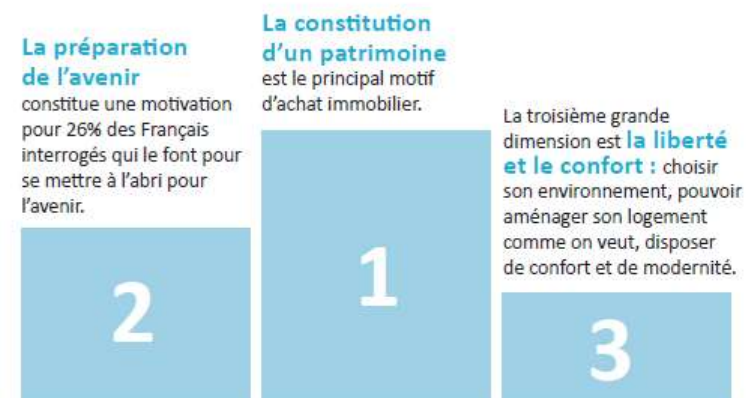 La préparation
de l'avenir
constitue une motivation
pour 26% des Français
interrogés qui le font pour
se mettre à l'abri pour
l'avenir.
2
La constitution
d'un patrimoine
est le principal motif
d'achat immobilier.
1
La troisième grande
dimension est la liberté
et le confort : choisir
son environnement, pouvoir
aménager son logement
comme on veut, disposer
de confort et de modernité.
3